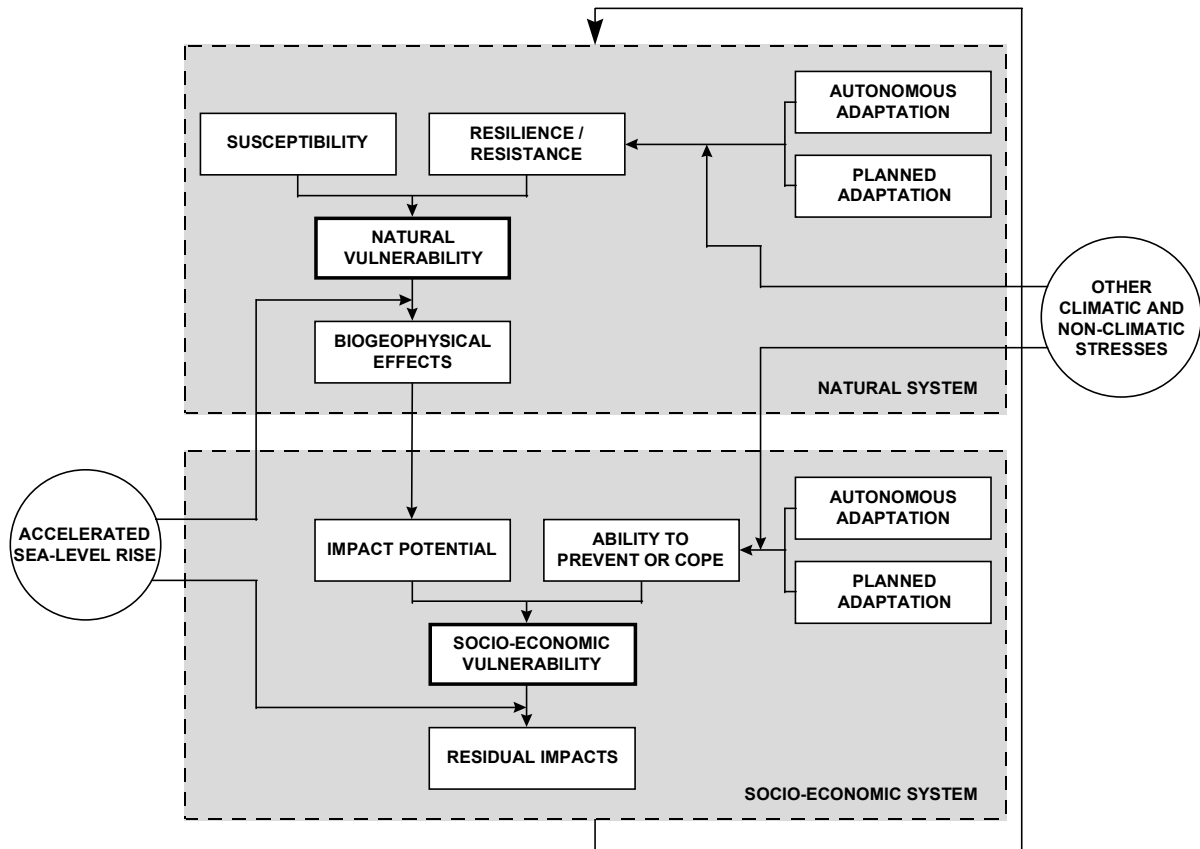 AUTONOMOUS
ADAPTATION
SUSCEPTIBILITY
RESILIENCE /
RESISTANCE
PLANNED
ADAPTATION
NATURAL
VULNERABILITY
OTHER
CLIMATIC AND
NON-CLIMATIC
STRESSES
BIOGEOPHYSICAL
EFFECTS
NATURAL SYSTEM
ACCELERATED
SEA-LEVEL RISE
IMPACT POTENTIAL
ABILITY TO
PREVENT OR COPE
AUTONOMOUS
ADAPTATION
PLANNED
ADAPTATION
SOCIO-ECONOMIC
VULNERABILITY
RESIDUAL IMPACTS
SOCIO-ECONOMIC SYSTEM